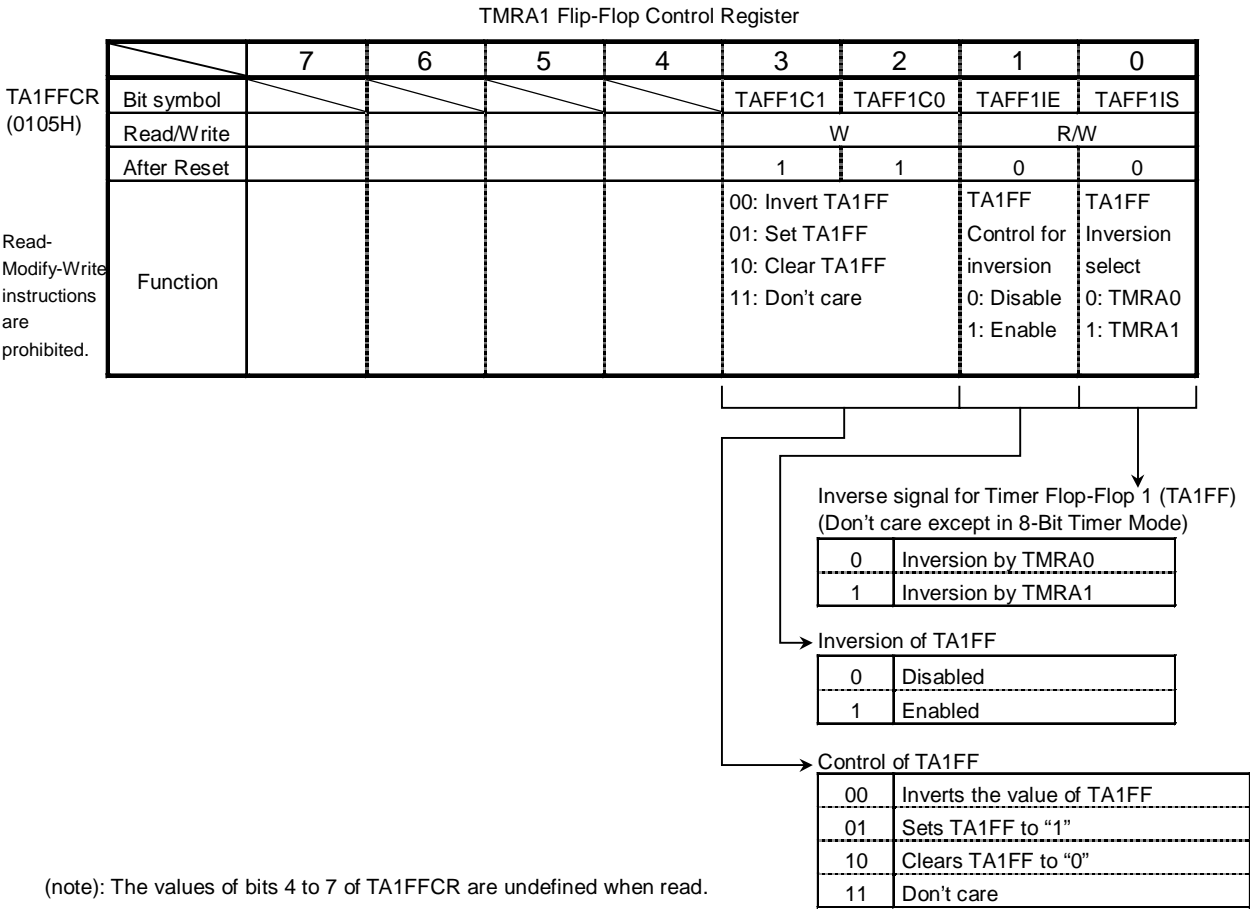 TMRA1 Flip-Flop Control Register
7 6 5 4 3 2 1 0
TA1FFCR
(0105H)
Bit symbol TAFF1C1 TAFF1C0 TAFF1IE TAFF1IS
Read/Write W R/W
After Reset 1 1 0 0
Read-
Modify-Write
instructions
are
prohibited.
Function
00: Invert TA1FF
01: Set TA1FF
10: Clear TA1FF
11: Don't care
TA1FF
Control for
inversion
0: Disable
1: Enable
TA1FF
Inversion
select
0: TMRA0
1: TMRA1
Inverse signal for Timer Flop-Flop 1 (TA1FF)
(Don't care except in 8-Bit Timer Mode)
0 Inversion by TMRA0
1 Inversion by TMRA1
Inversion of TA1FF
0 Disabled
1 Enabled
Control of TA1FF
00 Inverts the value of TA1FF
01 Sets TA1FF to “1”
10 Clears TA1FF to “0”
11 Don't care
(note): The values of bits 4 to 7 of TA1FFCR are undefined when read.